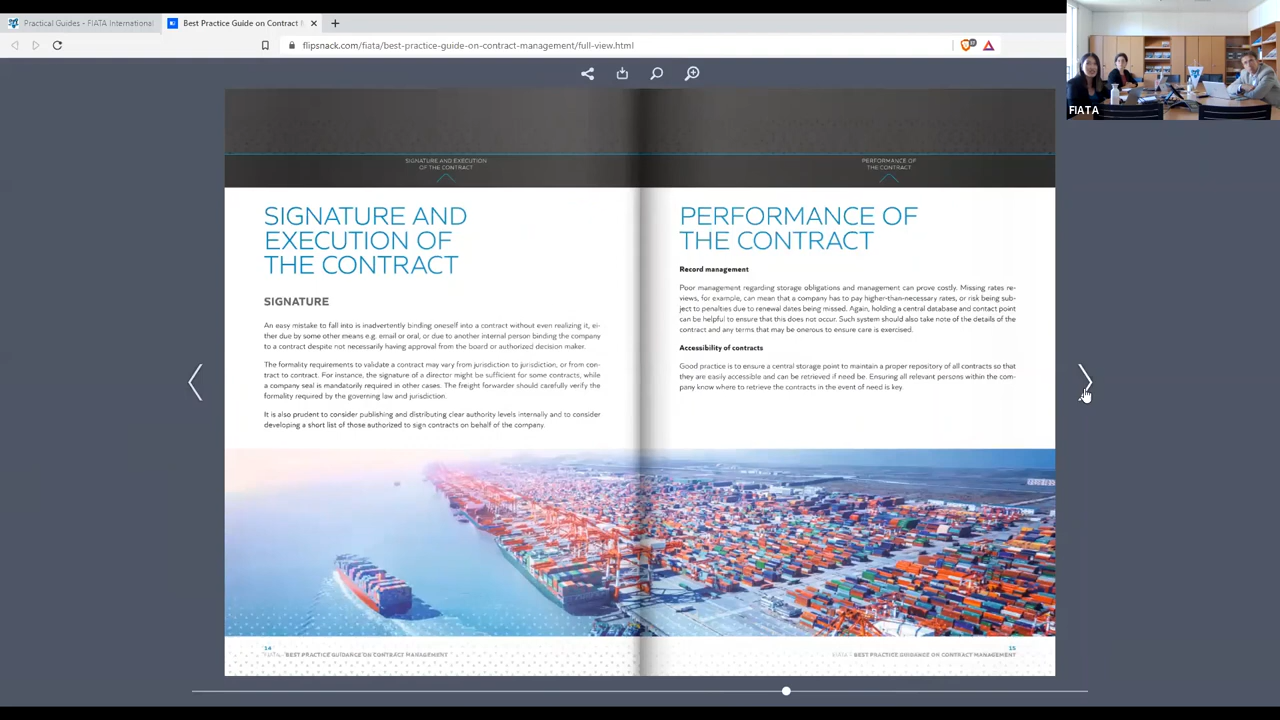 Practical Guides - FIATA International
Best Practice Guide on Contract
flipsnack.com/fiata/best-practice-guide-on-contract-management/full-view.html
FIATA
SIGNATURE AND EXECUTION
OF THE CONTRACT
SIGNATURE AND
EXECUTION OF
THE CONTRACT
SIGNATURE
An easy mistake to fall into is inadvertently binding oneself into a contract without even realizing it, ei-
ther due by some other means e.g. email or oral, or due to another internal person binding the company
to a contract despite not necessarily having approval from the board or authorized decision maker.
The formality requirements to validate a contract may vary from jurisdiction to jurisdiction, or from con-
tract to contract. For instance, the signature of a director might be sufficient for some contracts, while
a company seal is mandatorily required in other cases. The freight forwarder should carefully verify the
formality required by the governing law and jurisdiction.
It is also prudent to consider publishing and distributing clear authority levels internally and to consider
developing a short list of those authorized to sign contracts on behalf of the company.
14
FIATA - BEST PRACTICE GUIDANCE ON CONTRACT MANAGEMENT
PERFORMANCE OF
THE CONTRACT
PERFORMANCE OF
THE CONTRACT
Record management
Poor management regarding storage obligations and management can prove costly. Missing rates re-
views, for example, can mean that a company has to pay higher-than-necessary rates, or risk being sub-
ject to penalties due to renewal dates being missed. Again, holding a central database and contact point
can be helpful to ensure that this does not occur. Such system should also take note of the details of the
contract and any terms that may be onerous to ensure care is exercised.
Accessibility of contracts
Good practice is to ensure a central storage point to maintain a proper repository of all contracts so that
they are easily accessible and can be retrieved if need be. Ensuring all relevant persons within the com-
pany know where to retrieve the contracts in the event of need is key.
15
FIATA - BEST PRACTICE GUIDANCE ON CONTRACT MANAGEMENT